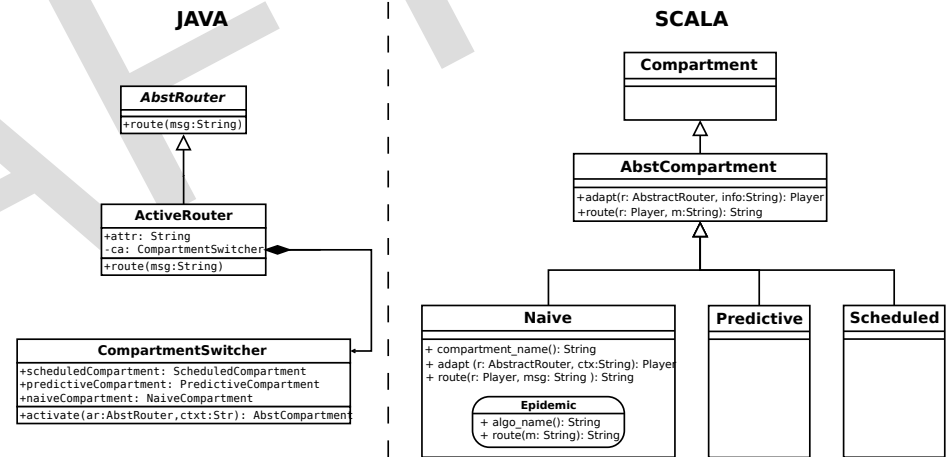 JAVA
AbstRouter
+route(msg:String)
ActiveRouter
+attr: String
-ca: CompartmentSwitcher
+route(msg:String)
CompartmentSwitcher
+scheduledCompartment: ScheduledCompartment
+predictiveCompartment: PredictiveCompartment
+naiveCompartment: NaiveCompartment
+activate(ar:AbstRouter,ctxt:Str): AbstCompartment
SCALA
Compartment
AbstCompartment
+adapt(r: AbstractRouter, info:String): Player
+route(r: Player, m:String): String
Naive
+ compartment_name(): String
+ adapt (r: AbstractRouter, ctx:String): Player
+ route(r: Player, msg: String ): String
Epidemic
+ algo_name(): String
+ route(m: String): String
Predictive
Scheduled